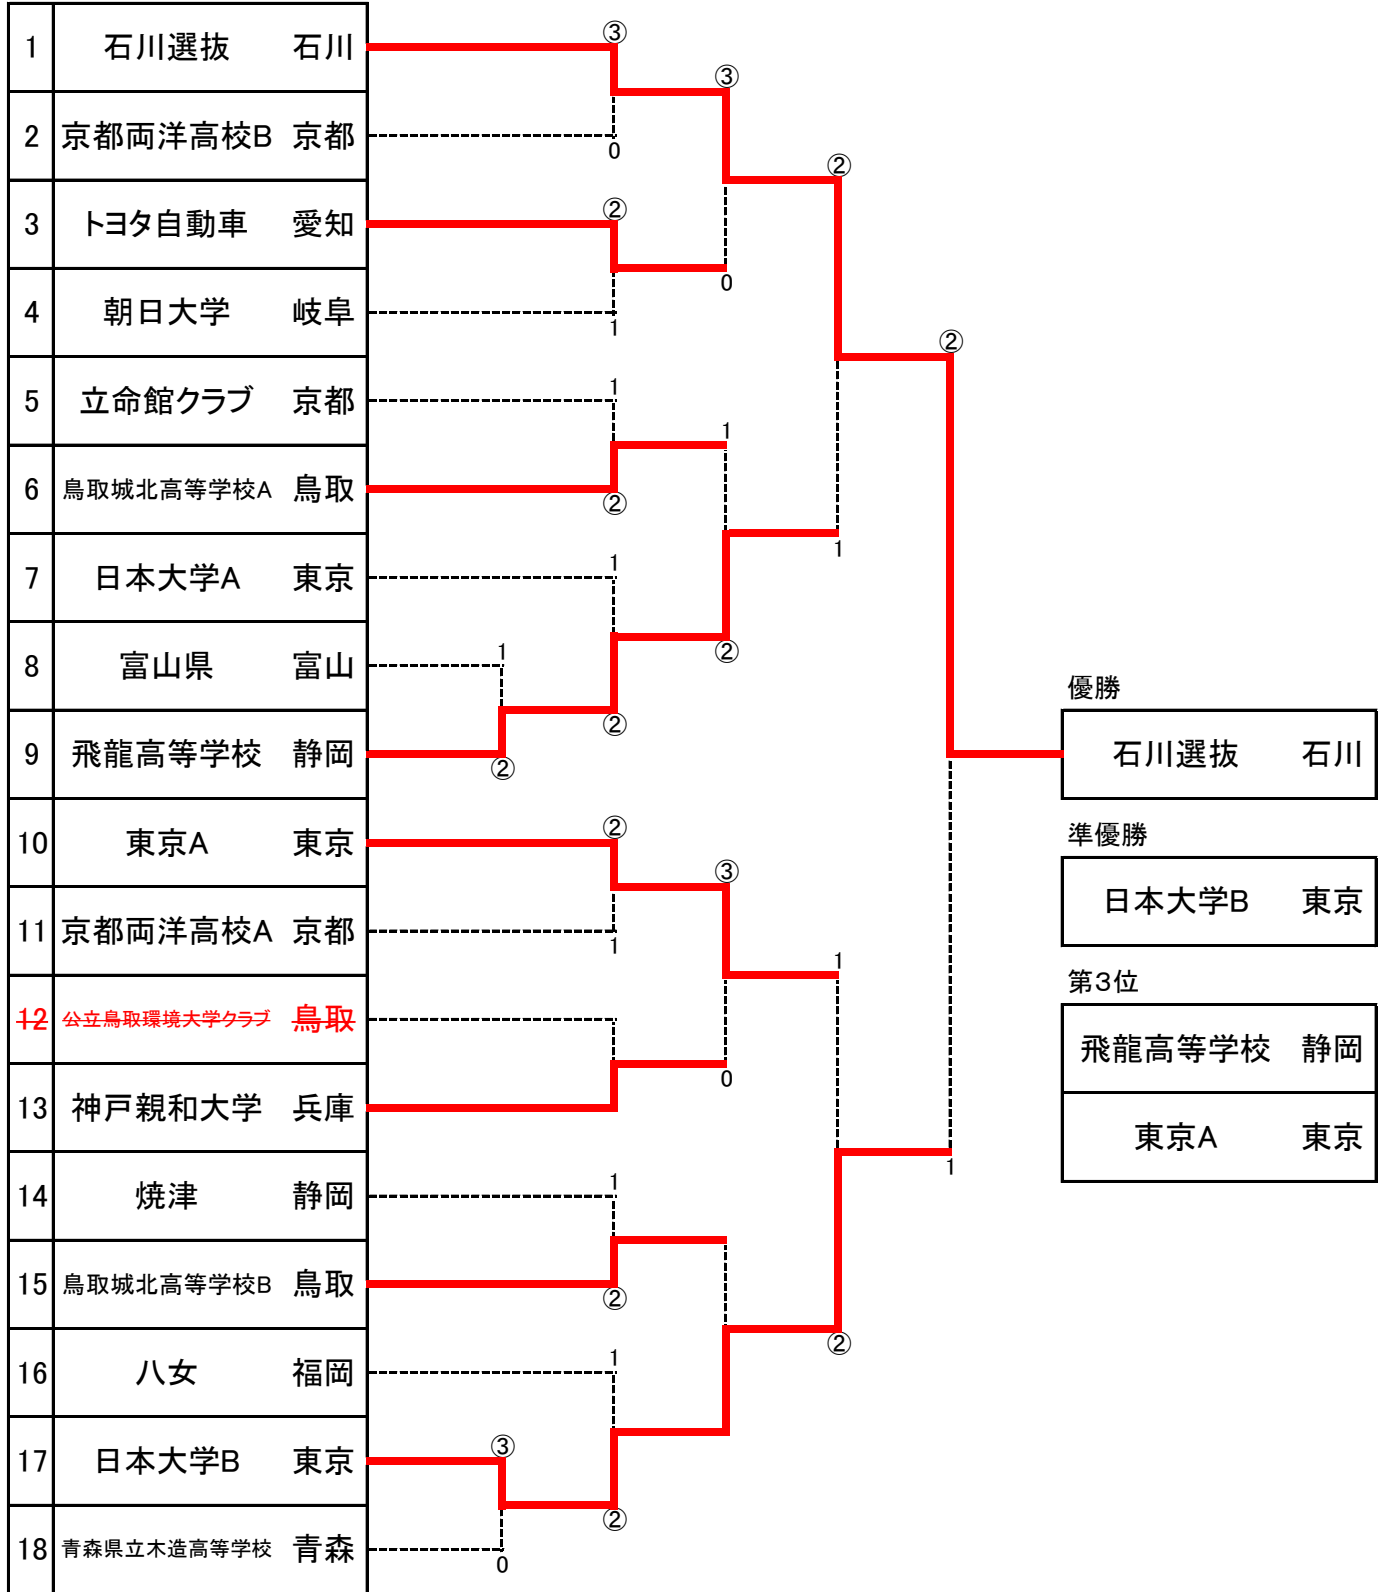 1 石川選抜 石川
③
③
2 京都両洋高校B 京都
0
②
3 トヨタ自動車 愛知
②
0
4 朝日大学 岐阜
1
②
5 立命館クラブ 京都
1
1
6 鳥取城北高等学校A 鳥取
②
1
7 日本大学A 東京
1
8 富山県 富山
1
②
優勝
9 飛龍高等学校 静岡
②
②
石川選抜 石川
10 東京A 東京
②
準優勝
③
11 京都両洋高校A 京都
1
日本大学B 東京
1
第3位
12 公立鳥取環境大学クラブ 鳥取
飛龍高等学校 静岡
0
13 神戸親和大学 兵庫
東京A 東京
1
14 焼津 静岡
1
15 鳥取城北高等学校B 鳥取
②
②
16 八女 福岡
1
17 日本大学B 東京
③
②
18 青森県立木造高等学校 青森
0